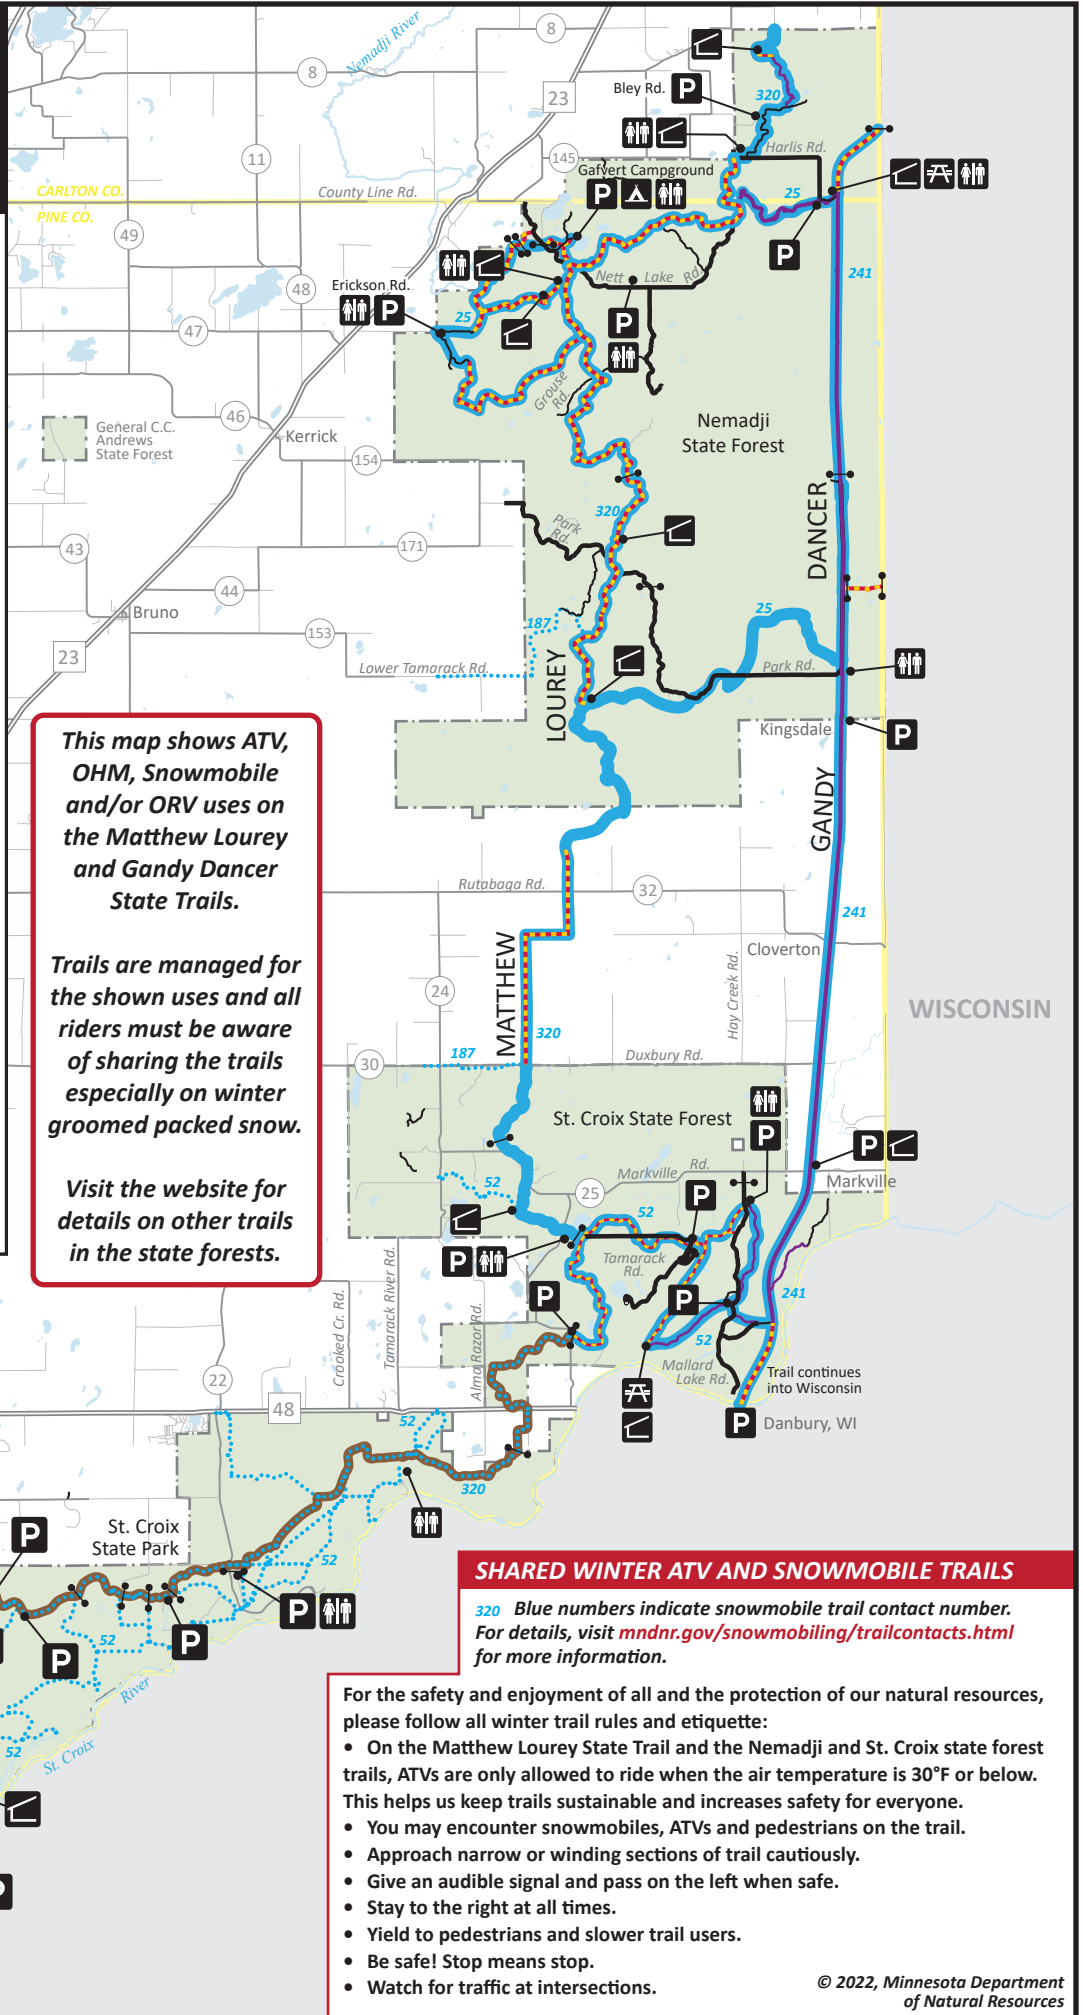 Nemadji River
8
8
23
Bley Rd.
P
320
11
145
Harlis Rd.
Gafvert Campground
CARLTON CO.
County Line Rd.
P
25
PINE CO.
49
P
241
Nett Lake Rd.
48
Erickson Rd.
P
25
P
47
Grouse Rd.
46
General C.C.
Andrews
State Forest
Kerrick
154
Nemadji
State Forest
DANCER
320
Park
Rd.
43
171
44
Bruno
25
187
153
23
Lower Tamarack Rd.
LOUREY
Park Rd.
Kingsdale
P
This map shows ATV,
OHM, Snowmobile
and/or ORV uses on
the Matthew Lourey
and Gandy Dancer
State Trails.
Trails are managed for
the shown uses and all
riders must be aware
of sharing the trails
especially on winter
groomed packed snow.
Visit the website for
details on other trails
in the state forests.
GANDY
Rutabaga Rd.
32
241
MATTHEW
Cloverton
Hay Creek Rd.
24
WISCONSIN
320
187
30
Duxbury Rd.
St. Croix State Forest
P
P
Markville Rd.
Markville
52
25
P
52
Tamarack
Rd.
P
P
P
241
52
Crooked Cr. Rd.
Tamarack River Rd.
Alma Razor Rd.
Mallard
Lake Rd.
Trail continues
into Wisconsin
22
48
52
P
Danbury, WI
320
P
St. Croix
State Park
52
P
P
P
52
River
St. Croix
52
SHARED WINTER ATV AND SNOWMOBILE TRAILS
320 Blue numbers indicate snowmobile trail contact number.
For details, visit mndnr.gov/snowmobiling/trailcontacts.html
for more information.
For the safety and enjoyment of all and the protection of our natural resources,
please follow all winter trail rules and etiquette:
• On the Matthew Lourey State Trail and the Nemadji and St. Croix state forest
trails, ATVs are only allowed to ride when the air temperature is 30°F or below.
This helps us keep trails sustainable and increases safety for everyone.
• You may encounter snowmobiles, ATVs and pedestrians on the trail.
• Approach narrow or winding sections of trail cautiously.
• Give an audible signal and pass on the left when safe.
• Stay to the right at all times.
• Yield to pedestrians and slower trail users.
• Be safe! Stop means stop.
• Watch for traffic at intersections.
© 2022, Minnesota Department
of Natural Resources